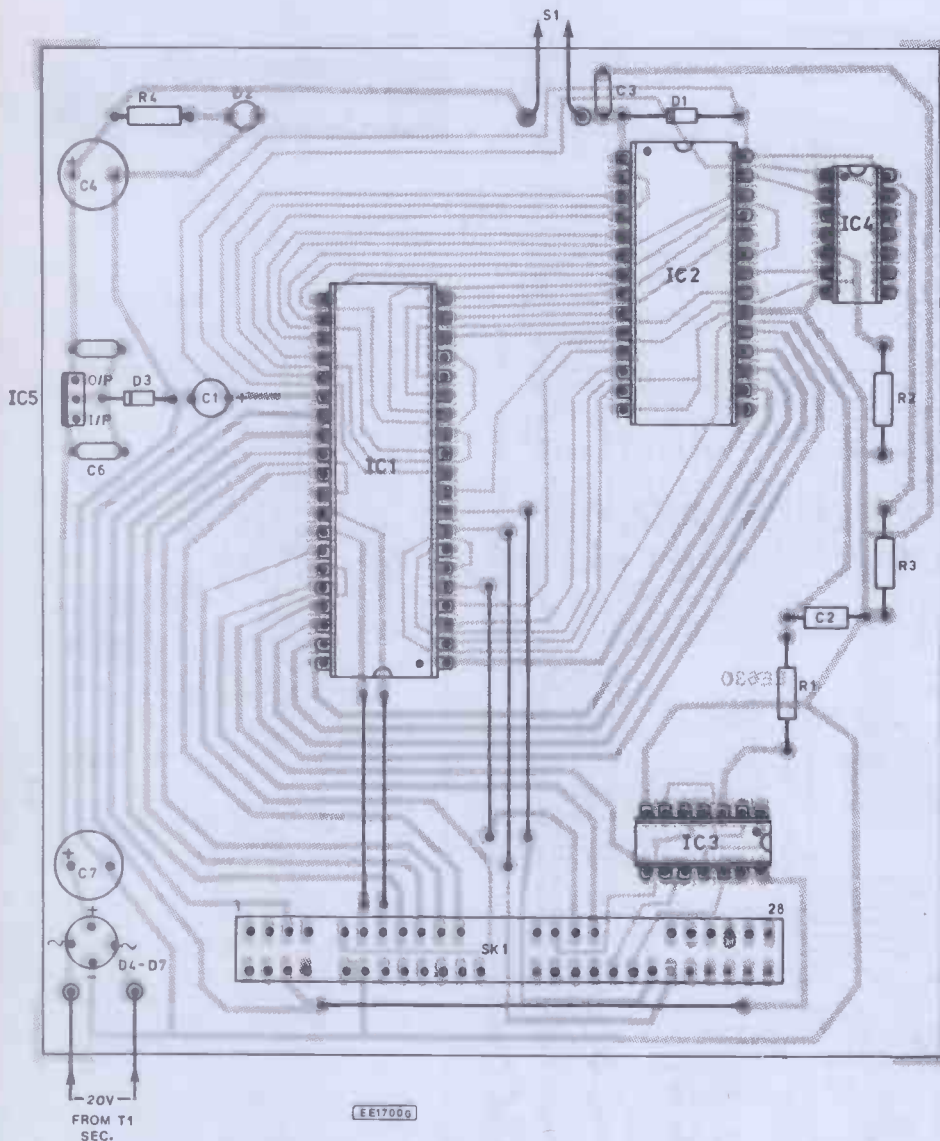 S1
R4
D2
C3
D1
C4
IC4
IC2
IC5
O/P
D3
I/P
C1
+
R2
C6
IC1
R3
C2
EE630
R1
+
C7
IC3
1
28
+
~
~
SK1
D4-D7
-
20V
FROM T1
SEC.
EE1700G